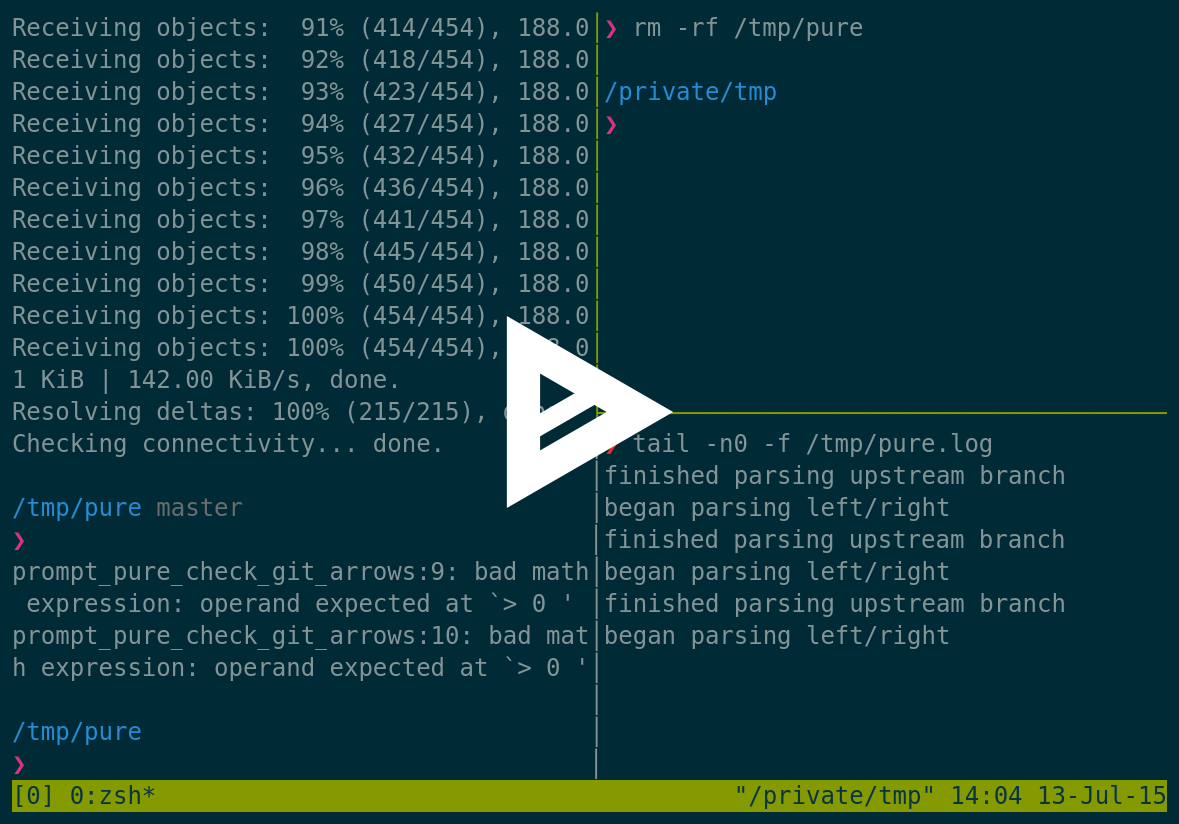 Receiving objects:  91% (414/454), 188.0
Receiving objects:  92% (418/454), 188.0
Receiving objects:  93% (423/454), 188.0
Receiving objects:  94% (427/454), 188.0
Receiving objects:  95% (432/454), 188.0
Receiving objects:  96% (436/454), 188.0
Receiving objects:  97% (441/454), 188.0
Receiving objects:  98% (445/454), 188.0
Receiving objects:  99% (450/454), 188.0
Receiving objects: 100% (454/454), 188.0
Receiving objects: 100% (454/454),
1 KiB | 142.00 KiB/s, done.
Resolving deltas: 100% (215/215),
Checking connectivity... done.
/tmp/pure master
❯
prompt_pure_check_git_arrows:9: bad math
 expression: operand expected at `> 0 '
prompt_pure_check_git_arrows:10: bad mat
h expression: operand expected at `> 0 '
/tmp/pure
❯
❯ rm -rf /tmp/pure
/private/tmp
❯
❯ tail -n0 -f /tmp/pure.log
finished parsing upstream branch
began parsing left/right
finished parsing upstream branch
began parsing left/right
finished parsing upstream branch
began parsing left/right
[0] 0:zsh* "/private/tmp" 14:04 13-Jul-15